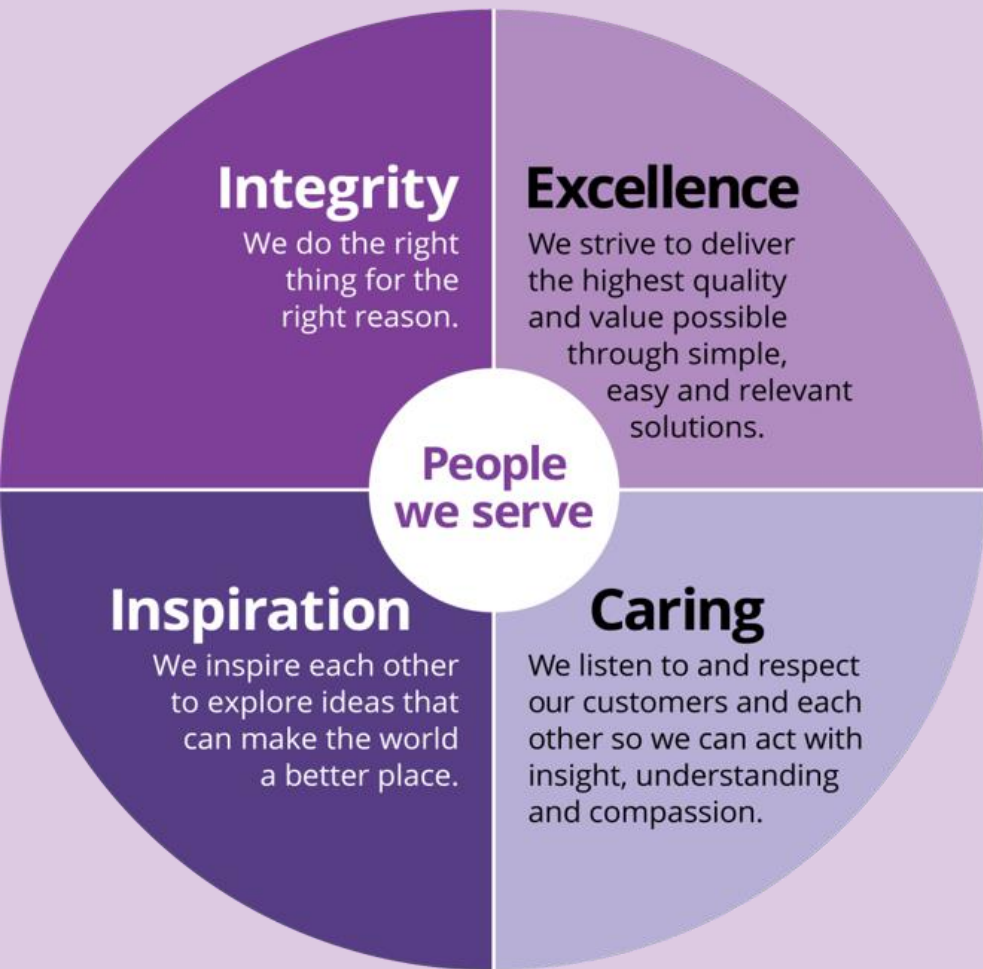 Integrity
We do the right
thing for the
right reason.
Excellence
We strive to deliver
the highest quality
and value possible
through simple,
easy and relevant
solutions.
People
we serve
Inspiration
We inspire each other
to explore ideas that
can make the world
a better place.
Caring
We listen to and respect
our customers and each
other so we can act with
insight, understanding
and compassion.